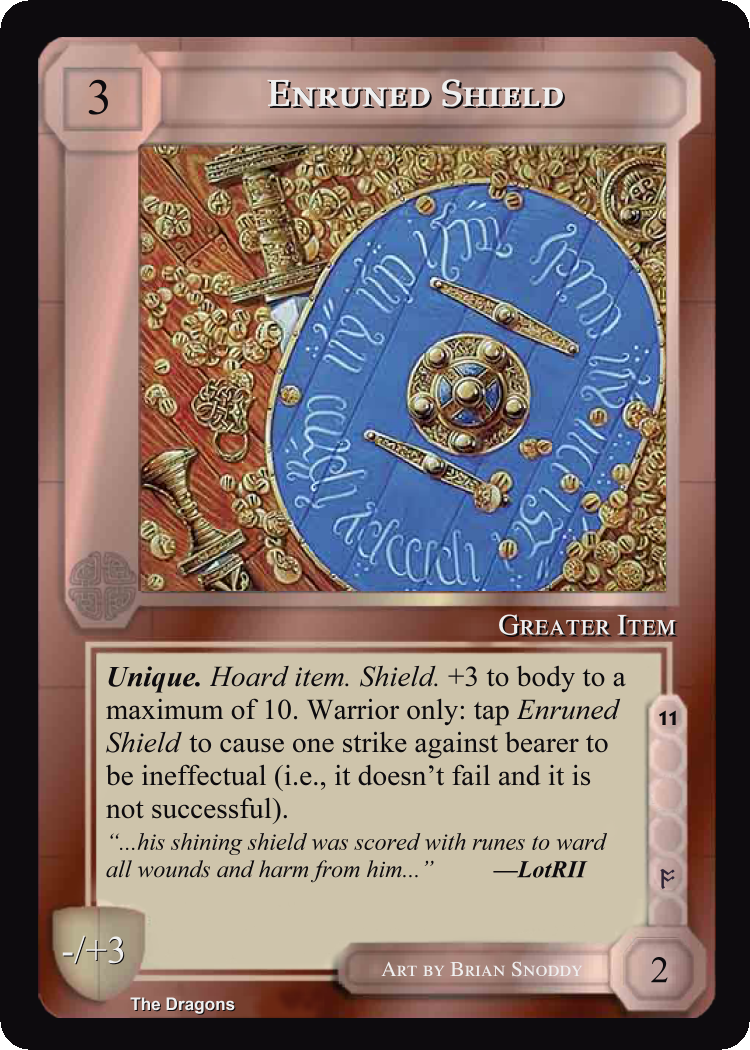 3
Enruned Shield
Greater Item
Unique. Hoard item. Shield. +3 to body to a
maximum of 10. Warrior only: tap Enruned
Shield to cause one strike against bearer to
be ineffectual (i.e., it doesn’t fail and it is
not successful).
“...his shining shield was scored with runes to ward
all wounds and harm from him...” —LotRII
11
-/+3
Art by Brian Snoddy
2
The Dragons